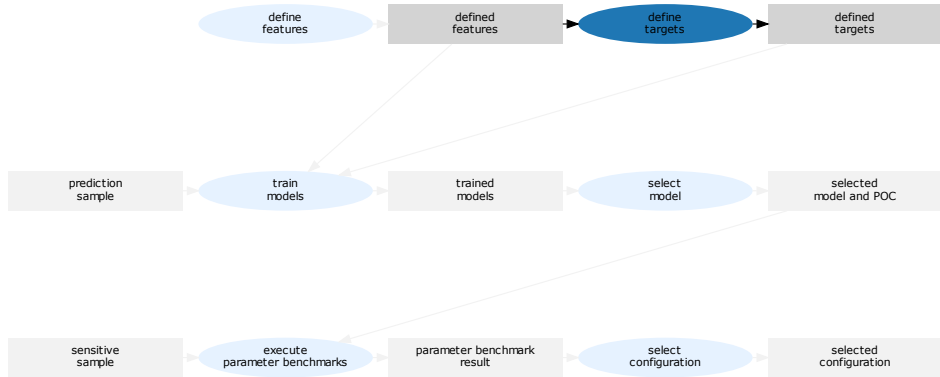 define
features
defined
features
define
targets
defined
targets
prediction
sample
train
models
trained
models
select
model
selected
model and POC
sensitive
sample
execute
parameter benchmarks
parameter benchmark
result
select
configuration
selected
configuration